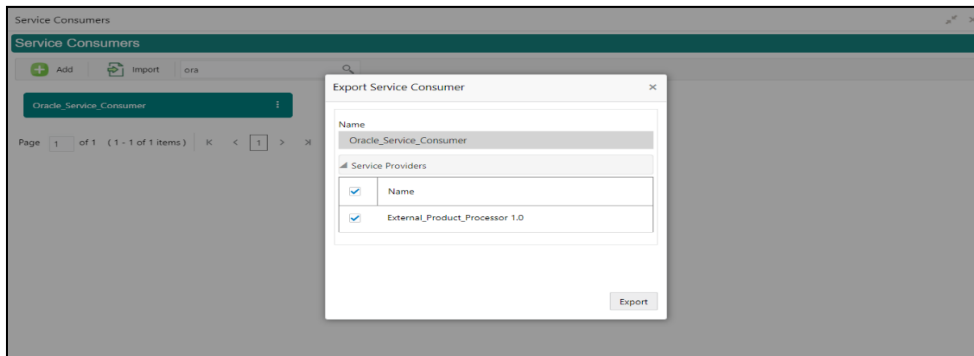 Service Consumers
Service Consumers
Add Import ora
Oracle_Service_Consumer
Page 1 of 1 ( 1 - 1 of 1 items ) 1
Export Service Consumer
Name
Oracle_Service_Consumer
Service Providers
Name
External_Product_Processor 1.0
Export